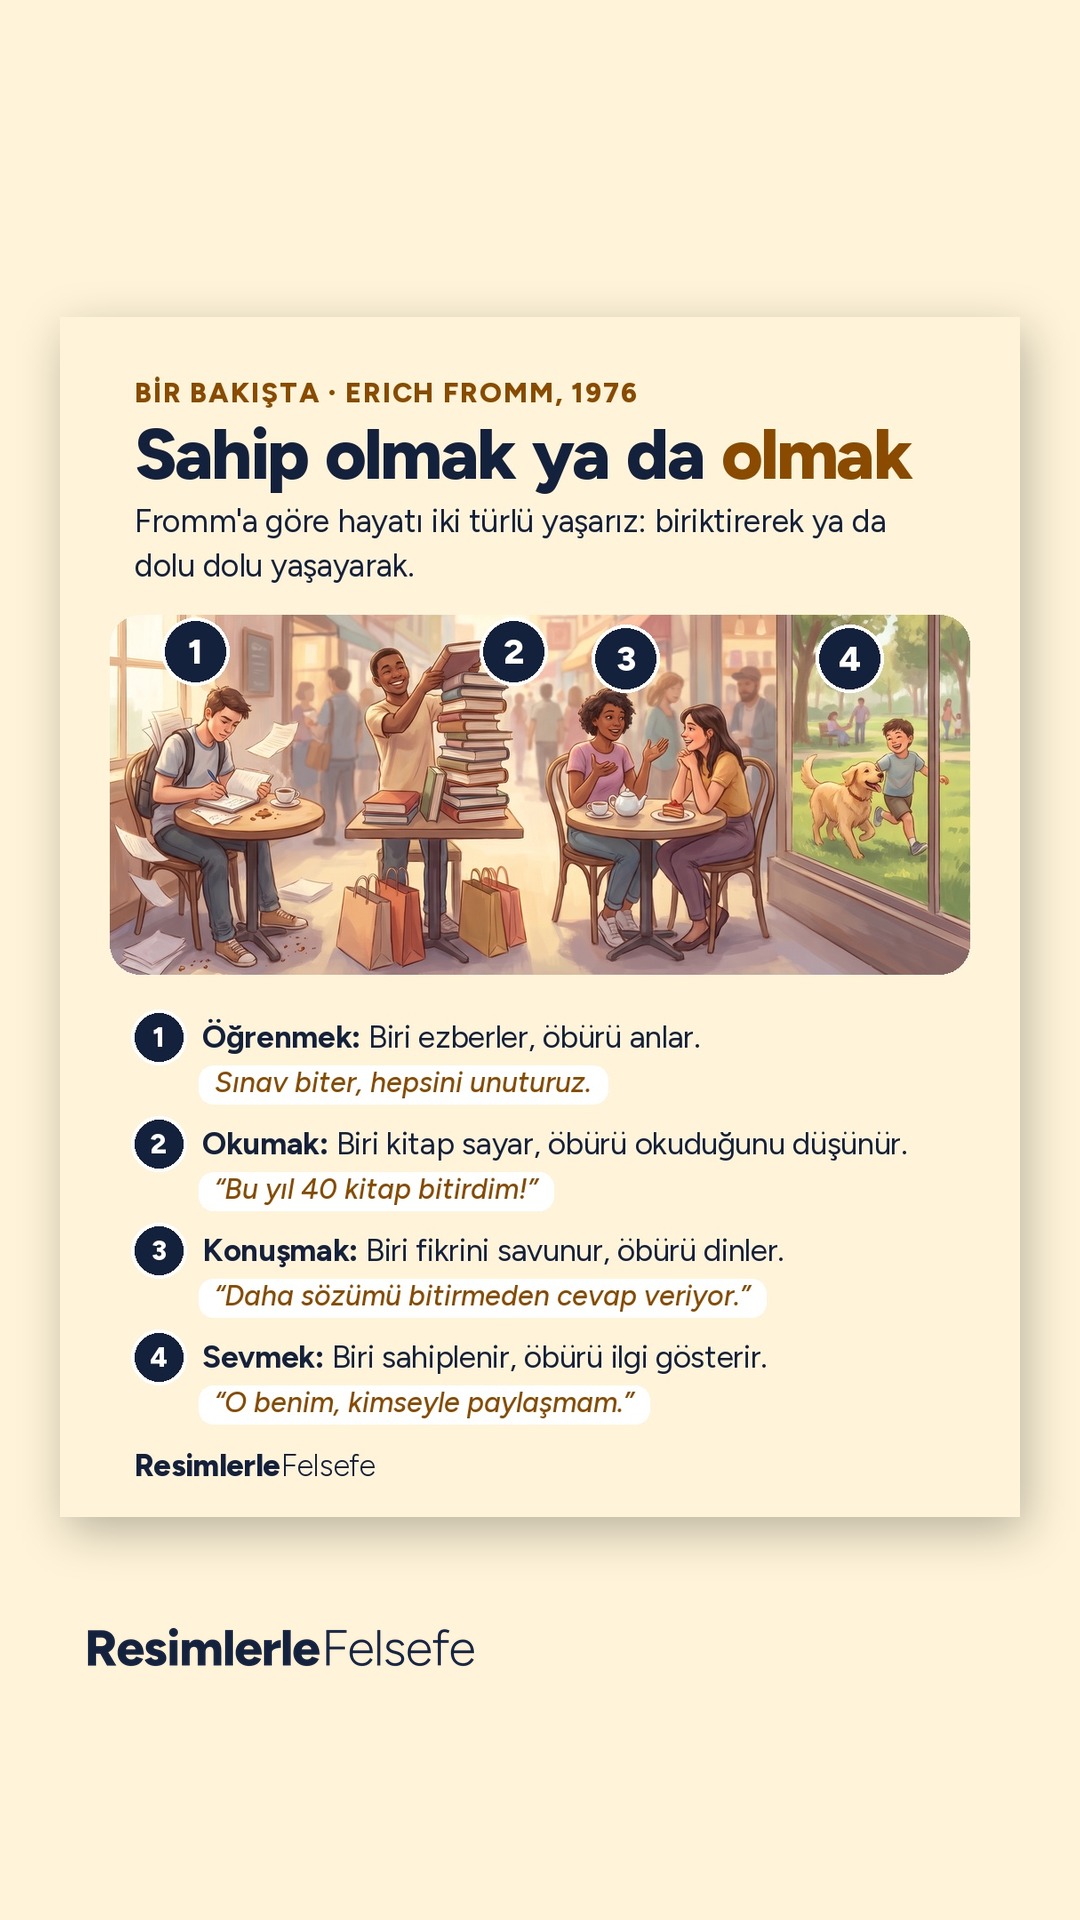 BİR BAKIŞTA · ERICH FROMM, 1976
Sahip olmak ya da olmak
Fromm'a göre hayatı iki türlü yaşarız: biriktirerek ya da
dolu dolu yaşayarak.
1
2
3
4
1 Öğrenmek: Biri ezberler, öbürü anlar.
Sınav biter, hepsini unuturuz.
2 Okumak: Biri kitap sayar, öbürü okuduğunu düşünür.
“Bu yıl 40 kitap bitirdim!”
3 Konuşmak: Biri fikrini savunur, öbürü dinler.
“Daha sözümü bitirmeden cevap veriyor.”
4 Sevmek: Biri sahiplenir, öbürü ilgi gösterir.
“O benim, kimseyle paylaşmam.”
ResimlerleFelsefe
ResimlerleFelsefe